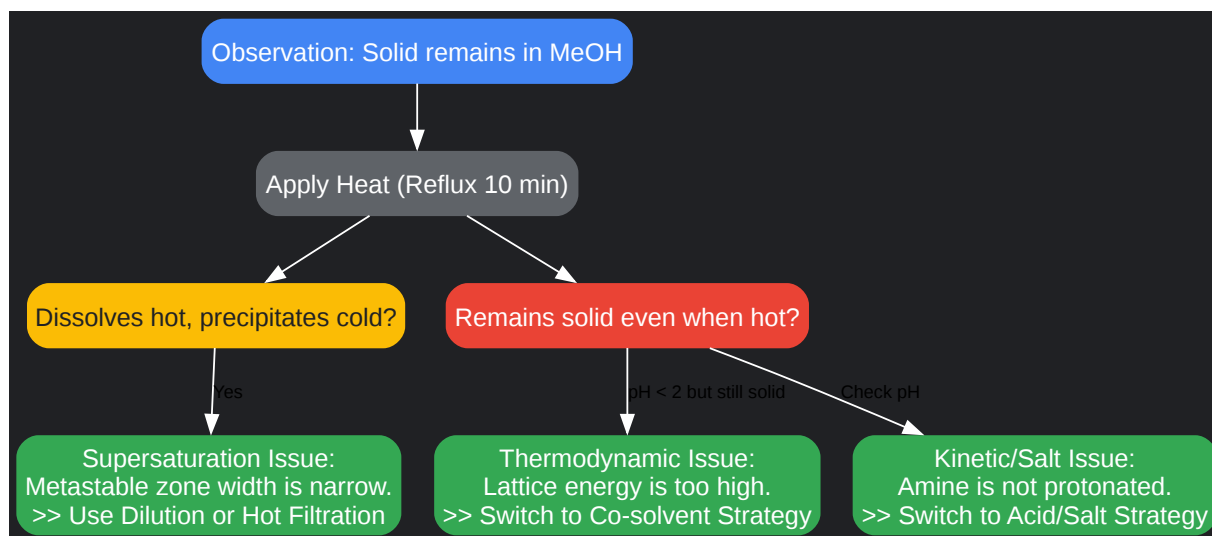 Observation: Solid remains in MeOH
Apply Heat (Reflux 10 min)
Dissolves hot, precipitates cold?
Remains solid even when hot?
Yes
pH < 2 but still solid
Check pH
Supersaturation Issue:
Metastable zone width is narrow.
>> Use Dilution or Hot Filtration
Thermodynamic Issue:
Lattice energy is too high.
>> Switch to Co-solvent Strategy
Kinetic/Salt Issue:
Amine is not protonated.
>> Switch to Acid/Salt Strategy